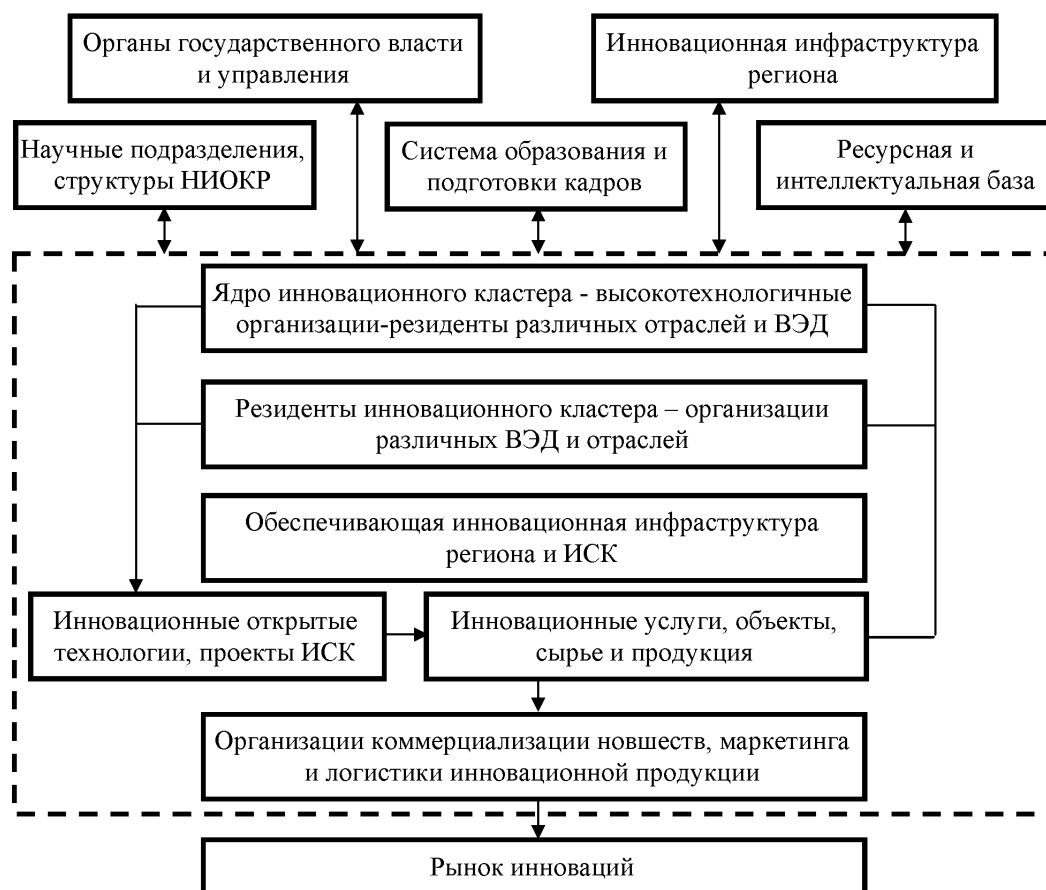 Органы государственного власти
и управления
Инновационная инфраструктура
региона
Научные подразделения,
структуры НИОКР
Система образования и
подготовки кадров
Ресурсная и
интеллектуальная база
Ядро инновационного кластера - высокотехнологичные
организации-резиденты различных отраслей и ВЭД
Резиденты инновационного кластера – организации
различных ВЭД и отраслей
Обеспечивающая инновационная инфраструктура
региона и ИСК
Инновационные открытые
технологии, проекты ИСК
Инновационные услуги, объекты,
сырье и продукция
Организации коммерциализации новшеств, маркетинга
и логистики инновационной продукции
Рынок инноваций